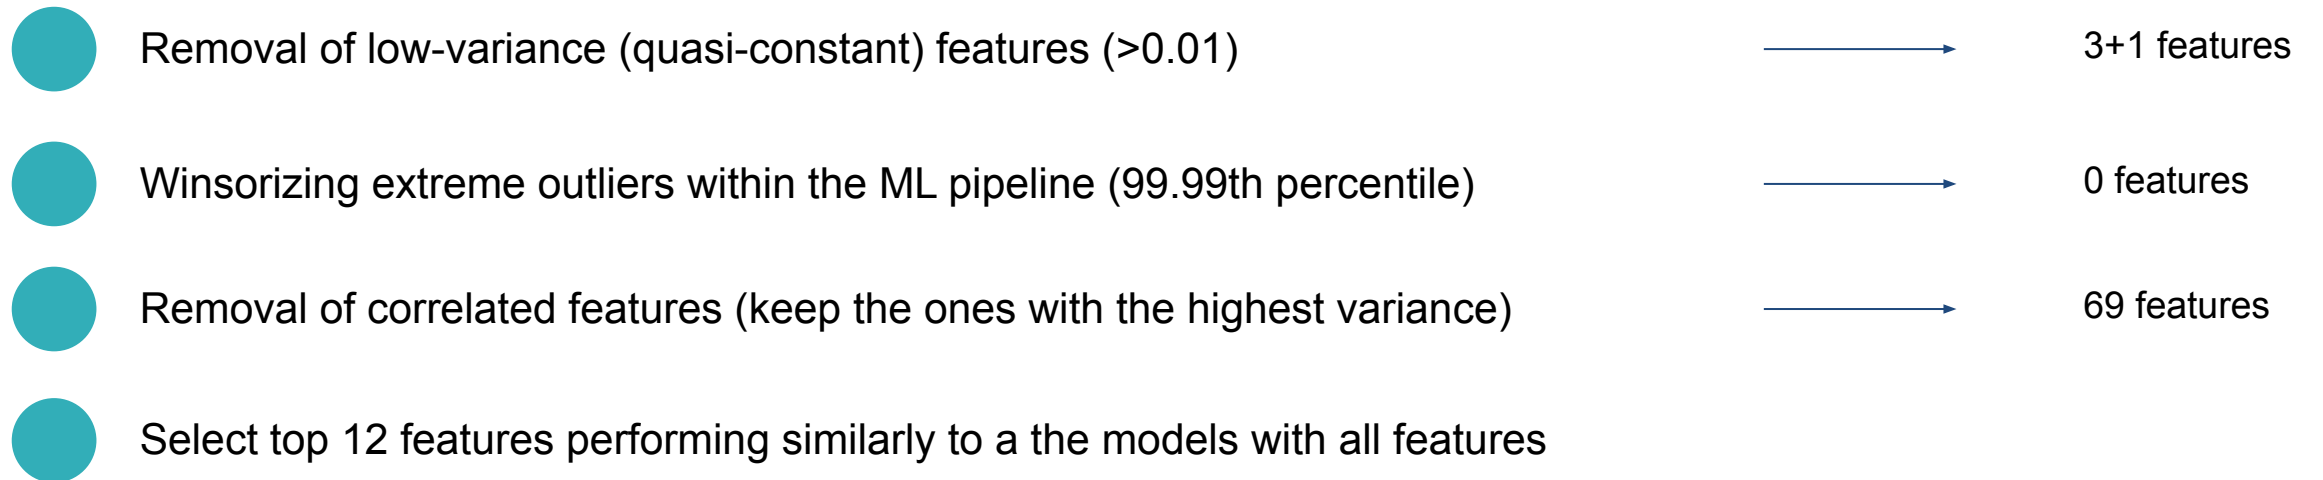 Removal of low-variance (quasi-constant) features (>0.01) 3+1 features
Winsorizing extreme outliers within the ML pipeline (99.99th percentile) 0 features
Removal of correlated features (keep the ones with the highest variance) 69 features
Select top 12 features performing similarly to a the models with all features